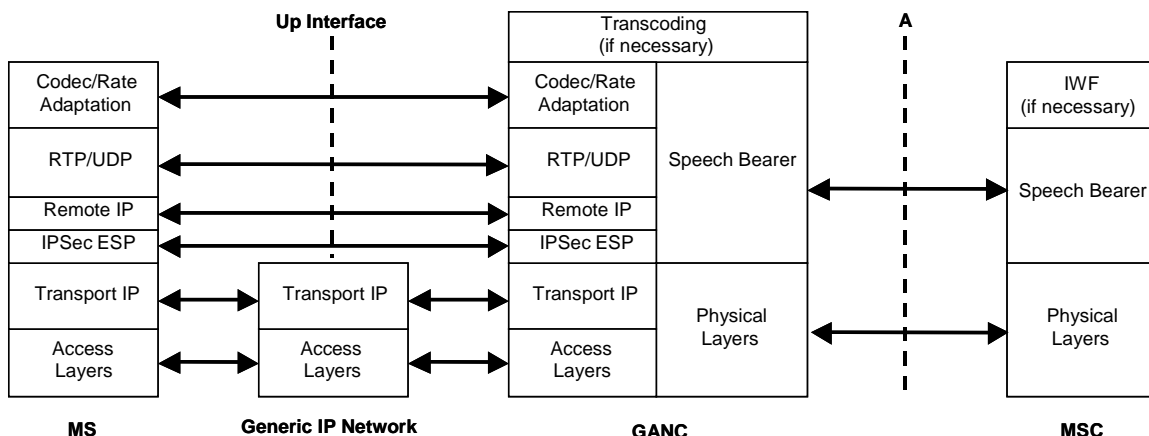 Up Interface
Transcoding
(if necessary)
A
Codec/Rate
Adaptation
Codec/Rate
Adaptation
IWF
(if necessary)
RTP/UDP
RTP/UDP
Speech Bearer
Speech Bearer
Remote IP
Remote IP
IPSec ESP
IPSec ESP
Transport IP
Transport IP
Transport IP
Physical
Layers
Physical
Layers
Access
Layers
Access
Layers
Access
Layers
MS
Generic IP Network
GANC
MSC